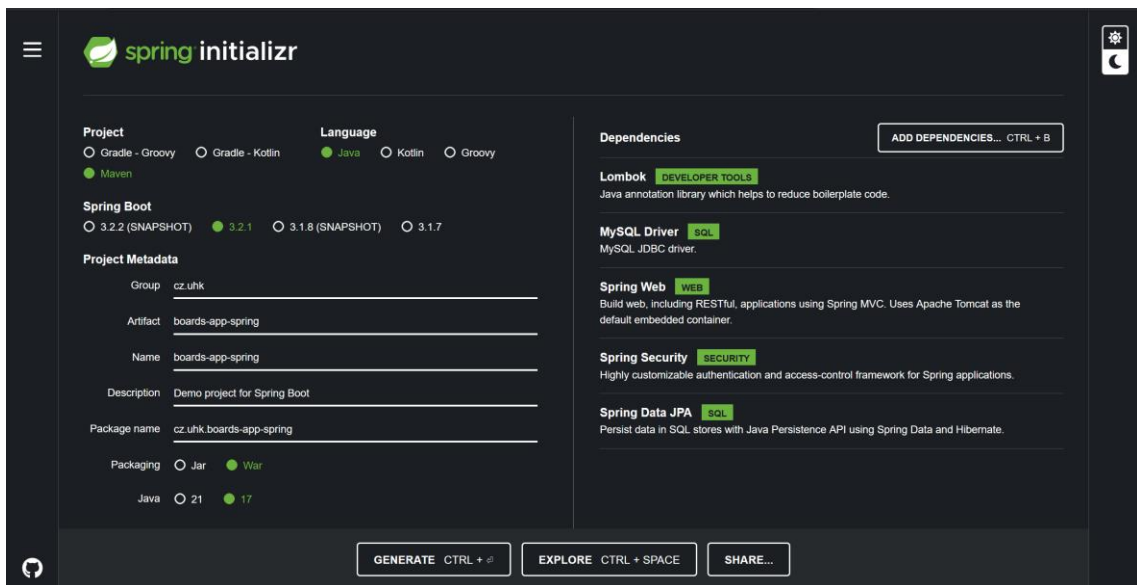 spring initializr
Project
Gradle - Groovy Gradle - Kotlin
Maven
Language
Java Kotlin Groovy
Spring Boot
3.2.2 (SNAPSHOT) 3.2.1 3.1.8 (SNAPSHOT) 3.1.7
Project Metadata
Group cz.uhk
Artifact boards-app-spring
Name boards-app-spring
Description Demo project for Spring Boot
Package name cz.uhk.boards-app-spring
Packaging Jar War
Java 21 17
Dependencies
ADD DEPENDENCIES... CTRL + B
Lombok DEVELOPER TOOLS
Java annotation library which helps to reduce boilerplate code.
MySQL Driver SQL
MySQL JDBC driver.
Spring Web WEB
Build web, including RESTful, applications using Spring MVC. Uses Apache Tomcat as the
default embedded container.
Spring Security SECURITY
Highly customizable authentication and access-control framework for Spring applications.
Spring Data JPA SQL
Persist data in SQL stores with Java Persistence API using Spring Data and Hibernate.
GENERATE CTRL + ⏎ EXPLORE CTRL + SPACE SHARE...